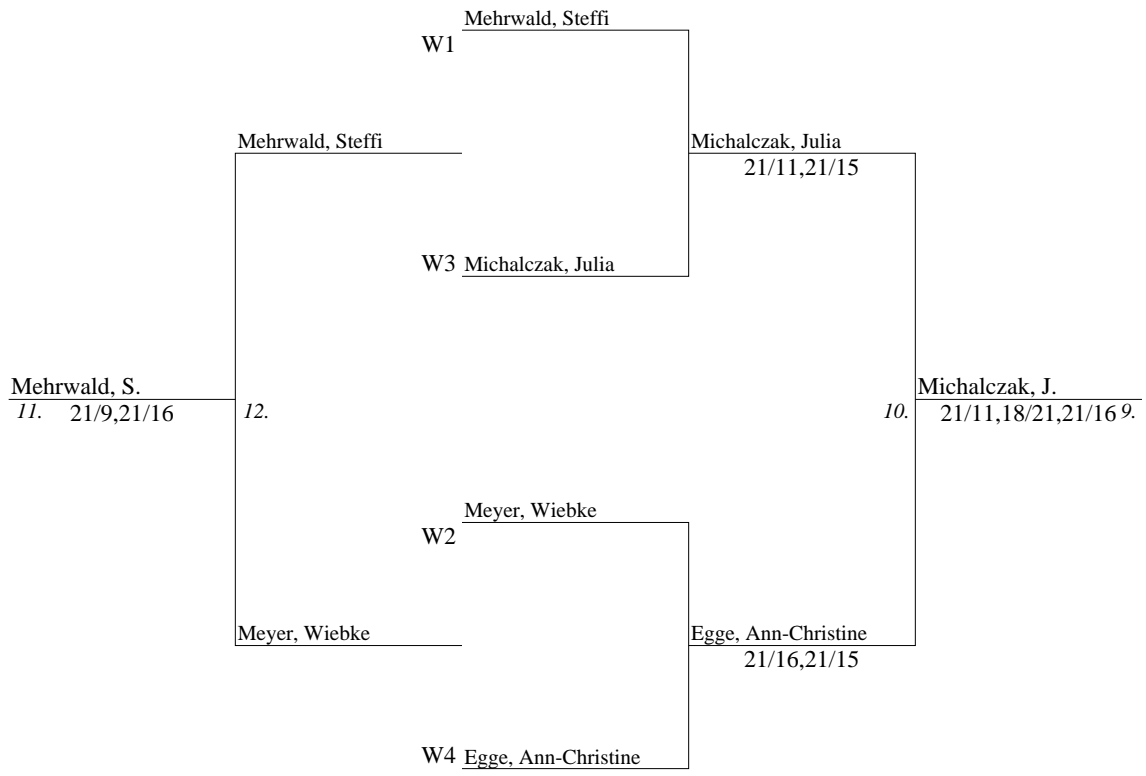 Mehrwald, Steffi
W1
Mehrwald, Steffi
Michalczak, Julia
21/11,21/15
W3 Michalczak, Julia
Mehrwald, S.
11. 21/9,21/16 12.
Michalczak, J.
10. 21/11,18/21,21/16 9.
Meyer, Wiebke
W2
Meyer, Wiebke
Egge, Ann-Christine
21/16,21/15
W4 Egge, Ann-Christine